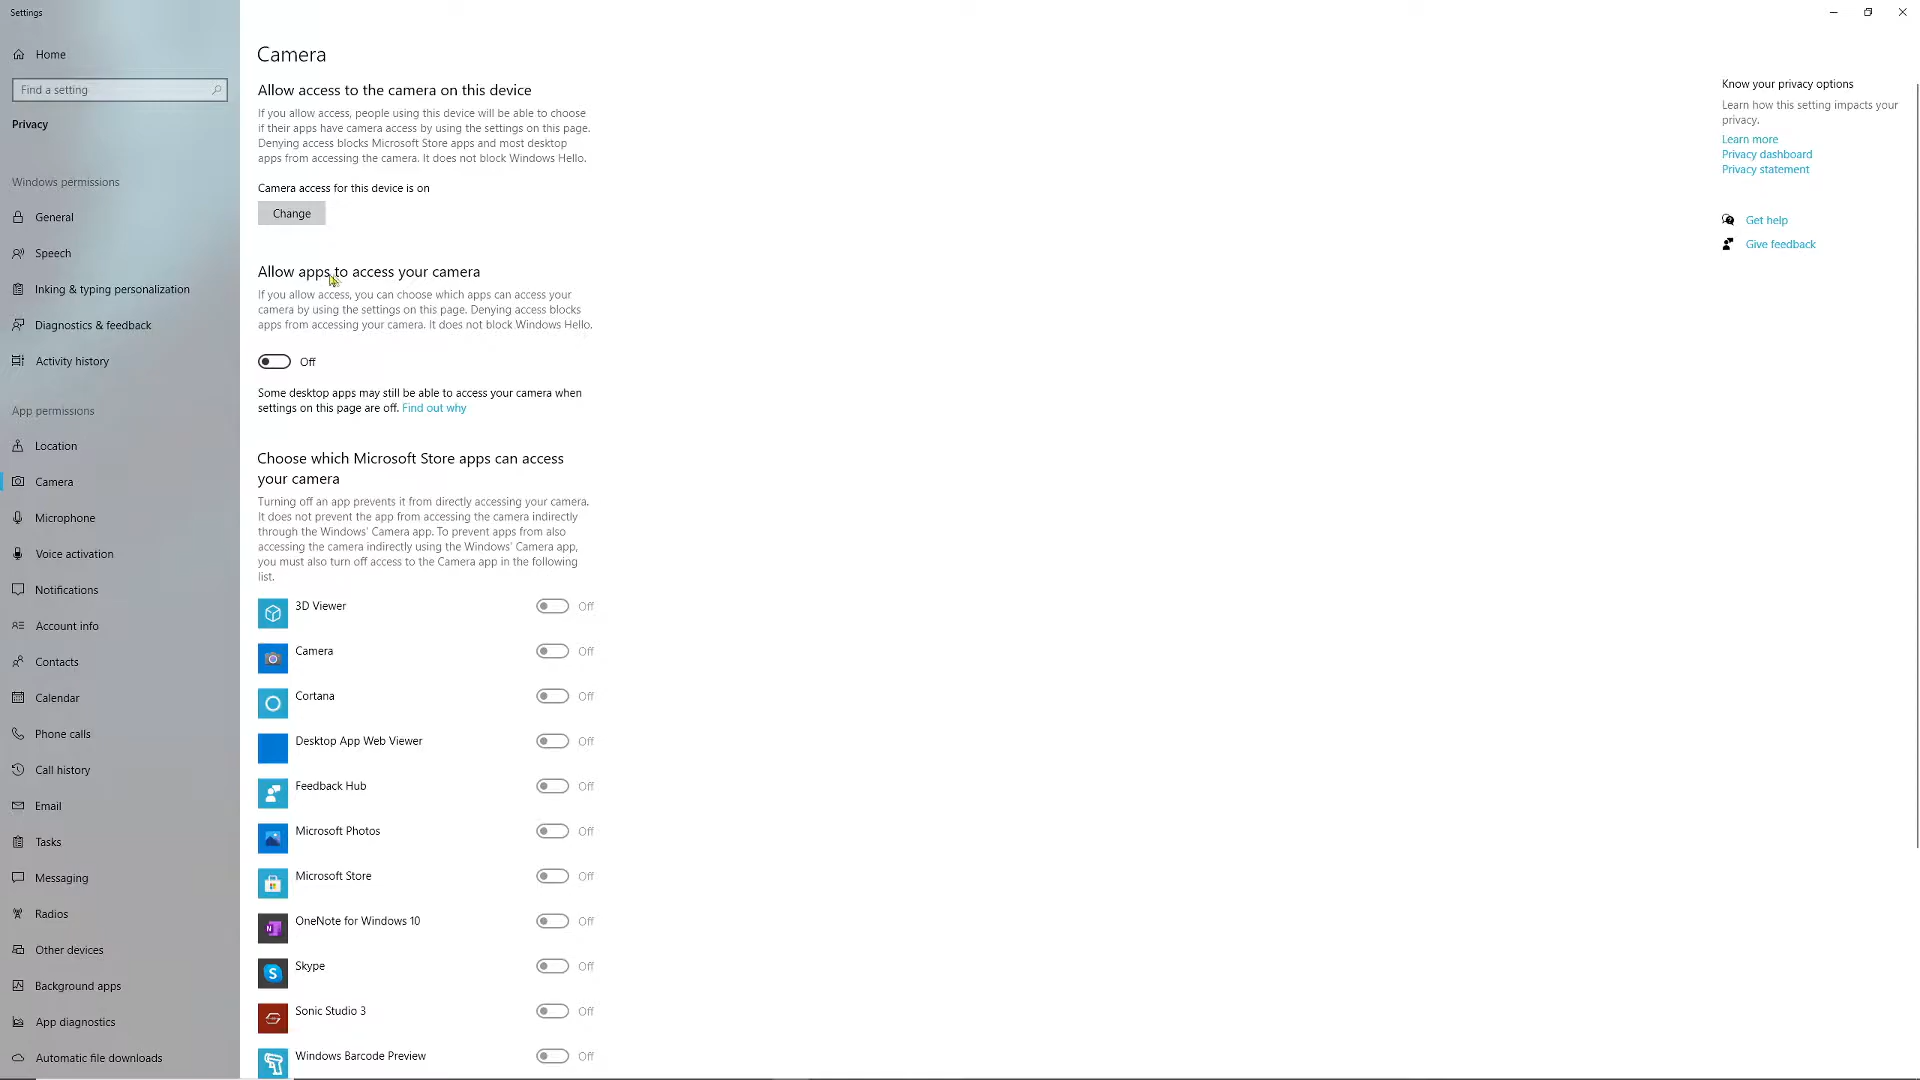 Settings
Home
Find a setting
Privacy
Windows permissions
General
Speech
Inking & typing personalization
Diagnostics & feedback
Activity history
App permissions
Location
Camera
Microphone
Voice activation
Notifications
Account info
Contacts
Calendar
Phone calls
Call history
Email
Tasks
Messaging
Radios
Other devices
Background apps
App diagnostics
Automatic file downloads
Camera
Allow access to the camera on this device
If you allow access, people using this device will be able to choose
if their apps have camera access by using the settings on this page.
Denying access blocks Microsoft Store apps and most desktop
apps from accessing the camera. It does not block Windows Hello.
Camera access for this device is on
Change
Allow apps to access your camera
If you allow access, you can choose which apps can access your
camera by using the settings on this page. Denying access blocks
apps from accessing your camera. It does not block Windows Hello.
Off
Some desktop apps may still be able to access your camera when
settings on this page are off. Find out why
Choose which Microsoft Store apps can access
your camera
Turning off an app prevents it from directly accessing your camera.
It does not prevent the app from accessing the camera indirectly
through the Windows' Camera app. To prevent apps from also
accessing the camera indirectly using the Windows' Camera app,
you must also turn off access to the Camera app in the following
list.
3D Viewer Off
Camera Off
Cortana Off
Desktop App Web Viewer Off
Feedback Hub Off
Microsoft Photos Off
Microsoft Store Off
OneNote for Windows 10 Off
Skype Off
Sonic Studio 3 Off
Windows Barcode Preview Off
Know your privacy options
Learn how this setting impacts your
privacy.
Learn more
Privacy dashboard
Privacy statement
Get help
Give feedback